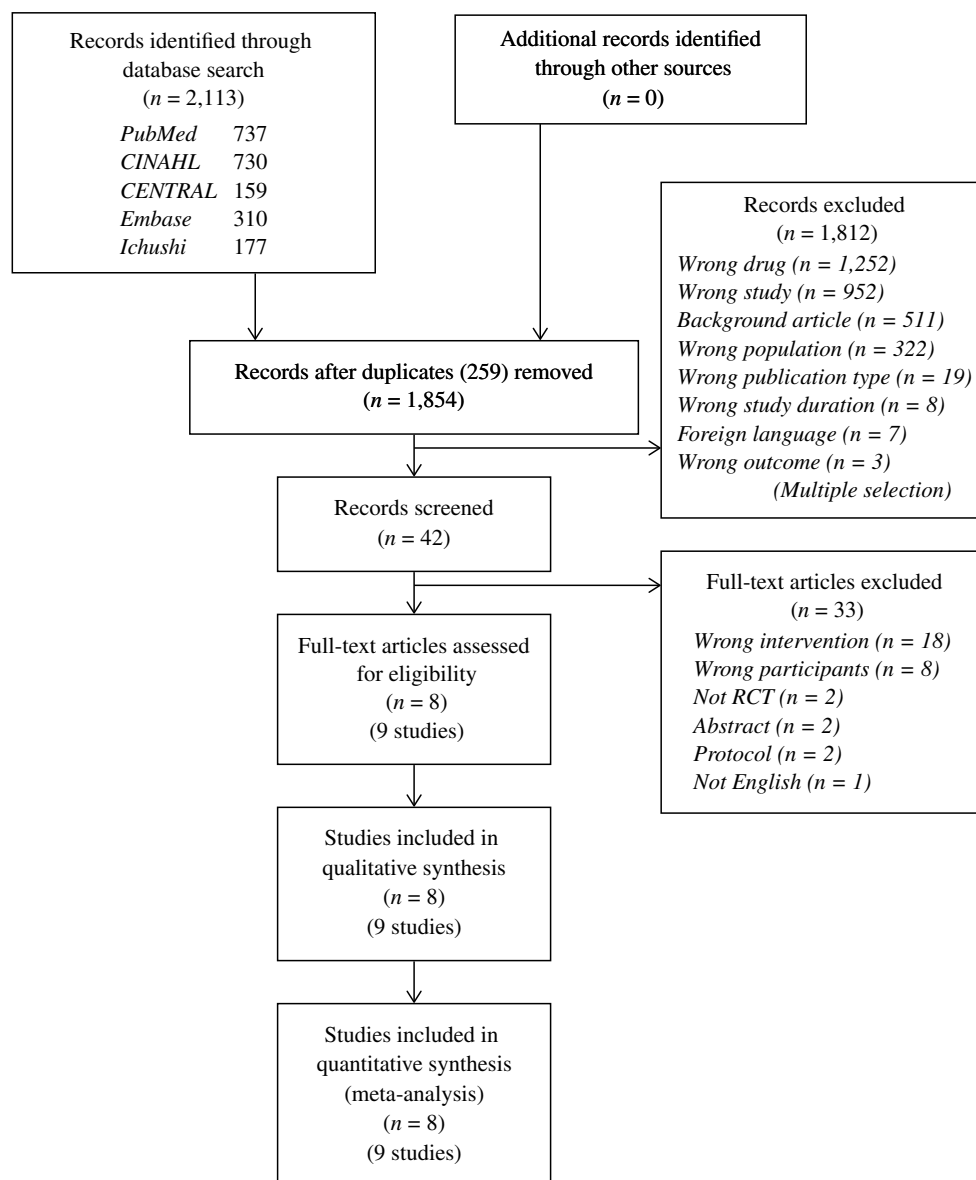 Records identified through
database search
(n = 2,113)
PubMed 737
CINAHL 730
CENTRAL 159
Embase 310
Ichushi 177
Additional records identified
through other sources
(n = 0)
Records after duplicates (259) removed
(n = 1,854)
Records excluded
(n = 1,812)
Wrong drug (n = 1,252)
Wrong study (n = 952)
Background article (n = 511)
Wrong population (n = 322)
Wrong publication type (n = 19)
Wrong study duration (n = 8)
Foreign language (n = 7)
Wrong outcome (n = 3)
(Multiple selection)
Records screened
(n = 42)
Full-text articles excluded
(n = 33)
Wrong intervention (n = 18)
Wrong participants (n = 8)
Not RCT (n = 2)
Abstract (n = 2)
Protocol (n = 2)
Not English (n = 1)
Full-text articles assessed
for eligibility
(n = 8)
(9 studies)
Studies included in
qualitative synthesis
(n = 8)
(9 studies)
Studies included in
quantitative synthesis
(meta-analysis)
(n = 8)
(9 studies)